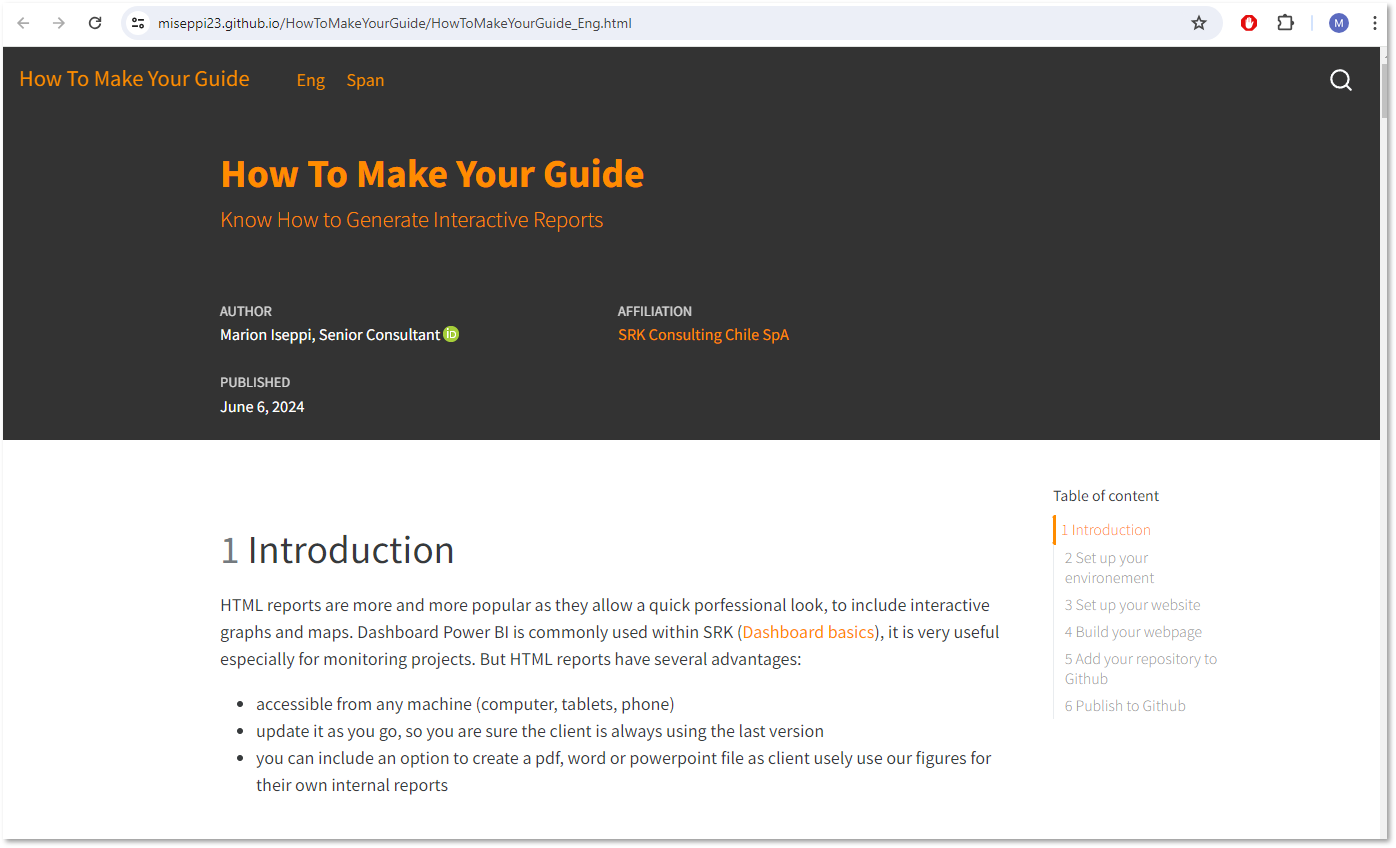 miseppi23.github.io/HowToMakeYourGuide/HowToMakeYourGuide_Eng.html
M
How To Make Your Guide
Eng
Span
How To Make Your Guide
Know How to Generate Interactive Reports
AUTHOR
Marion Iseppi, Senior Consultant iD
AFFILIATION
SRK Consulting Chile SpA
PUBLISHED
June 6, 2024
1 Introduction
HTML reports are more and more popular as they allow a quick porfessional look, to include interactive
graphs and maps. Dashboard Power BI is commonly used within SRK (Dashboard basics), it is very useful
especially for monitoring projects. But HTML reports have several advantages:
• accessible from any machine (computer, tablets, phone)
• update it as you go, so you are sure the client is always using the last version
• you can include an option to create a pdf, word or powerpoint file as client usely use our figures for
their own internal reports
Table of content
1 Introduction
2 Set up your
environement
3 Set up your website
4 Build your webpage
5 Add your repository to
Github
6 Publish to Github